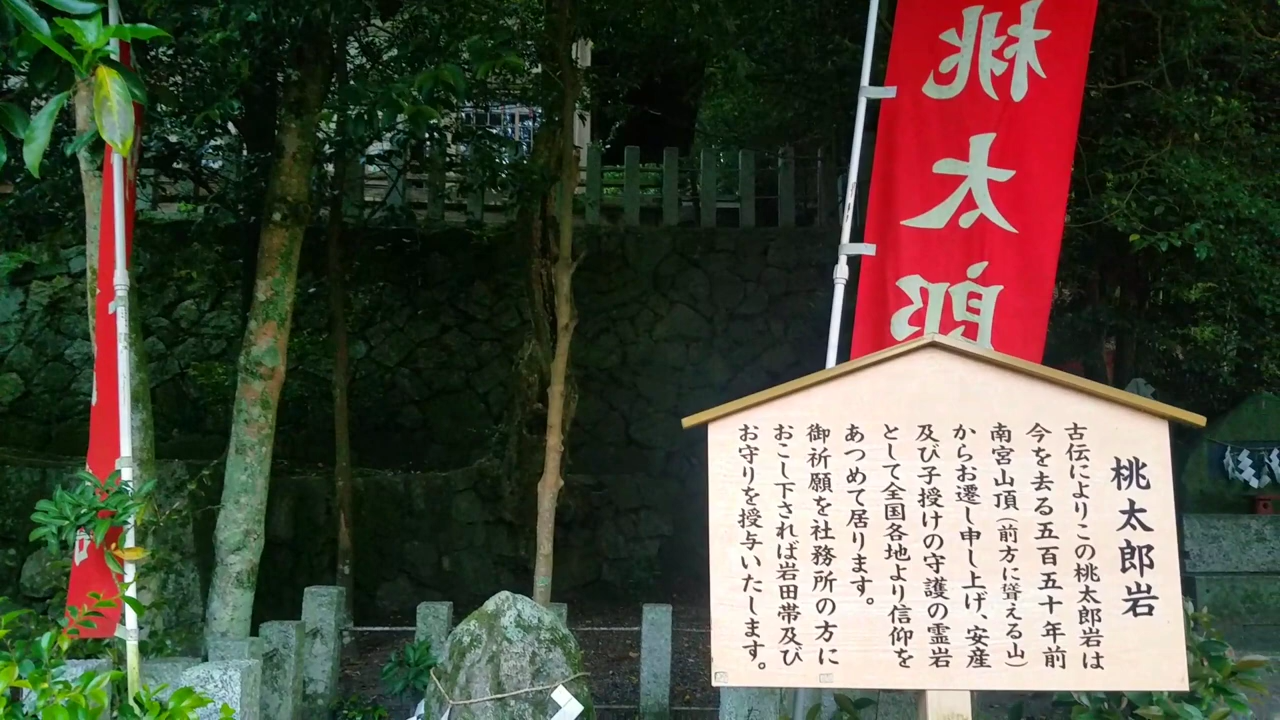 桃太郎
桃太郎岩
古伝によりこの桃太郎岩は
今を去る五百五十年前
南宮山頂(前方に聳える山)
からお遷し申し上げ、安産
及び子授けの守護の霊岩
として全国各地より信仰を
あつめて居ります。
御祈願を社務所の方に
おこし下されば岩田帯及び
お守りを授与いたします。